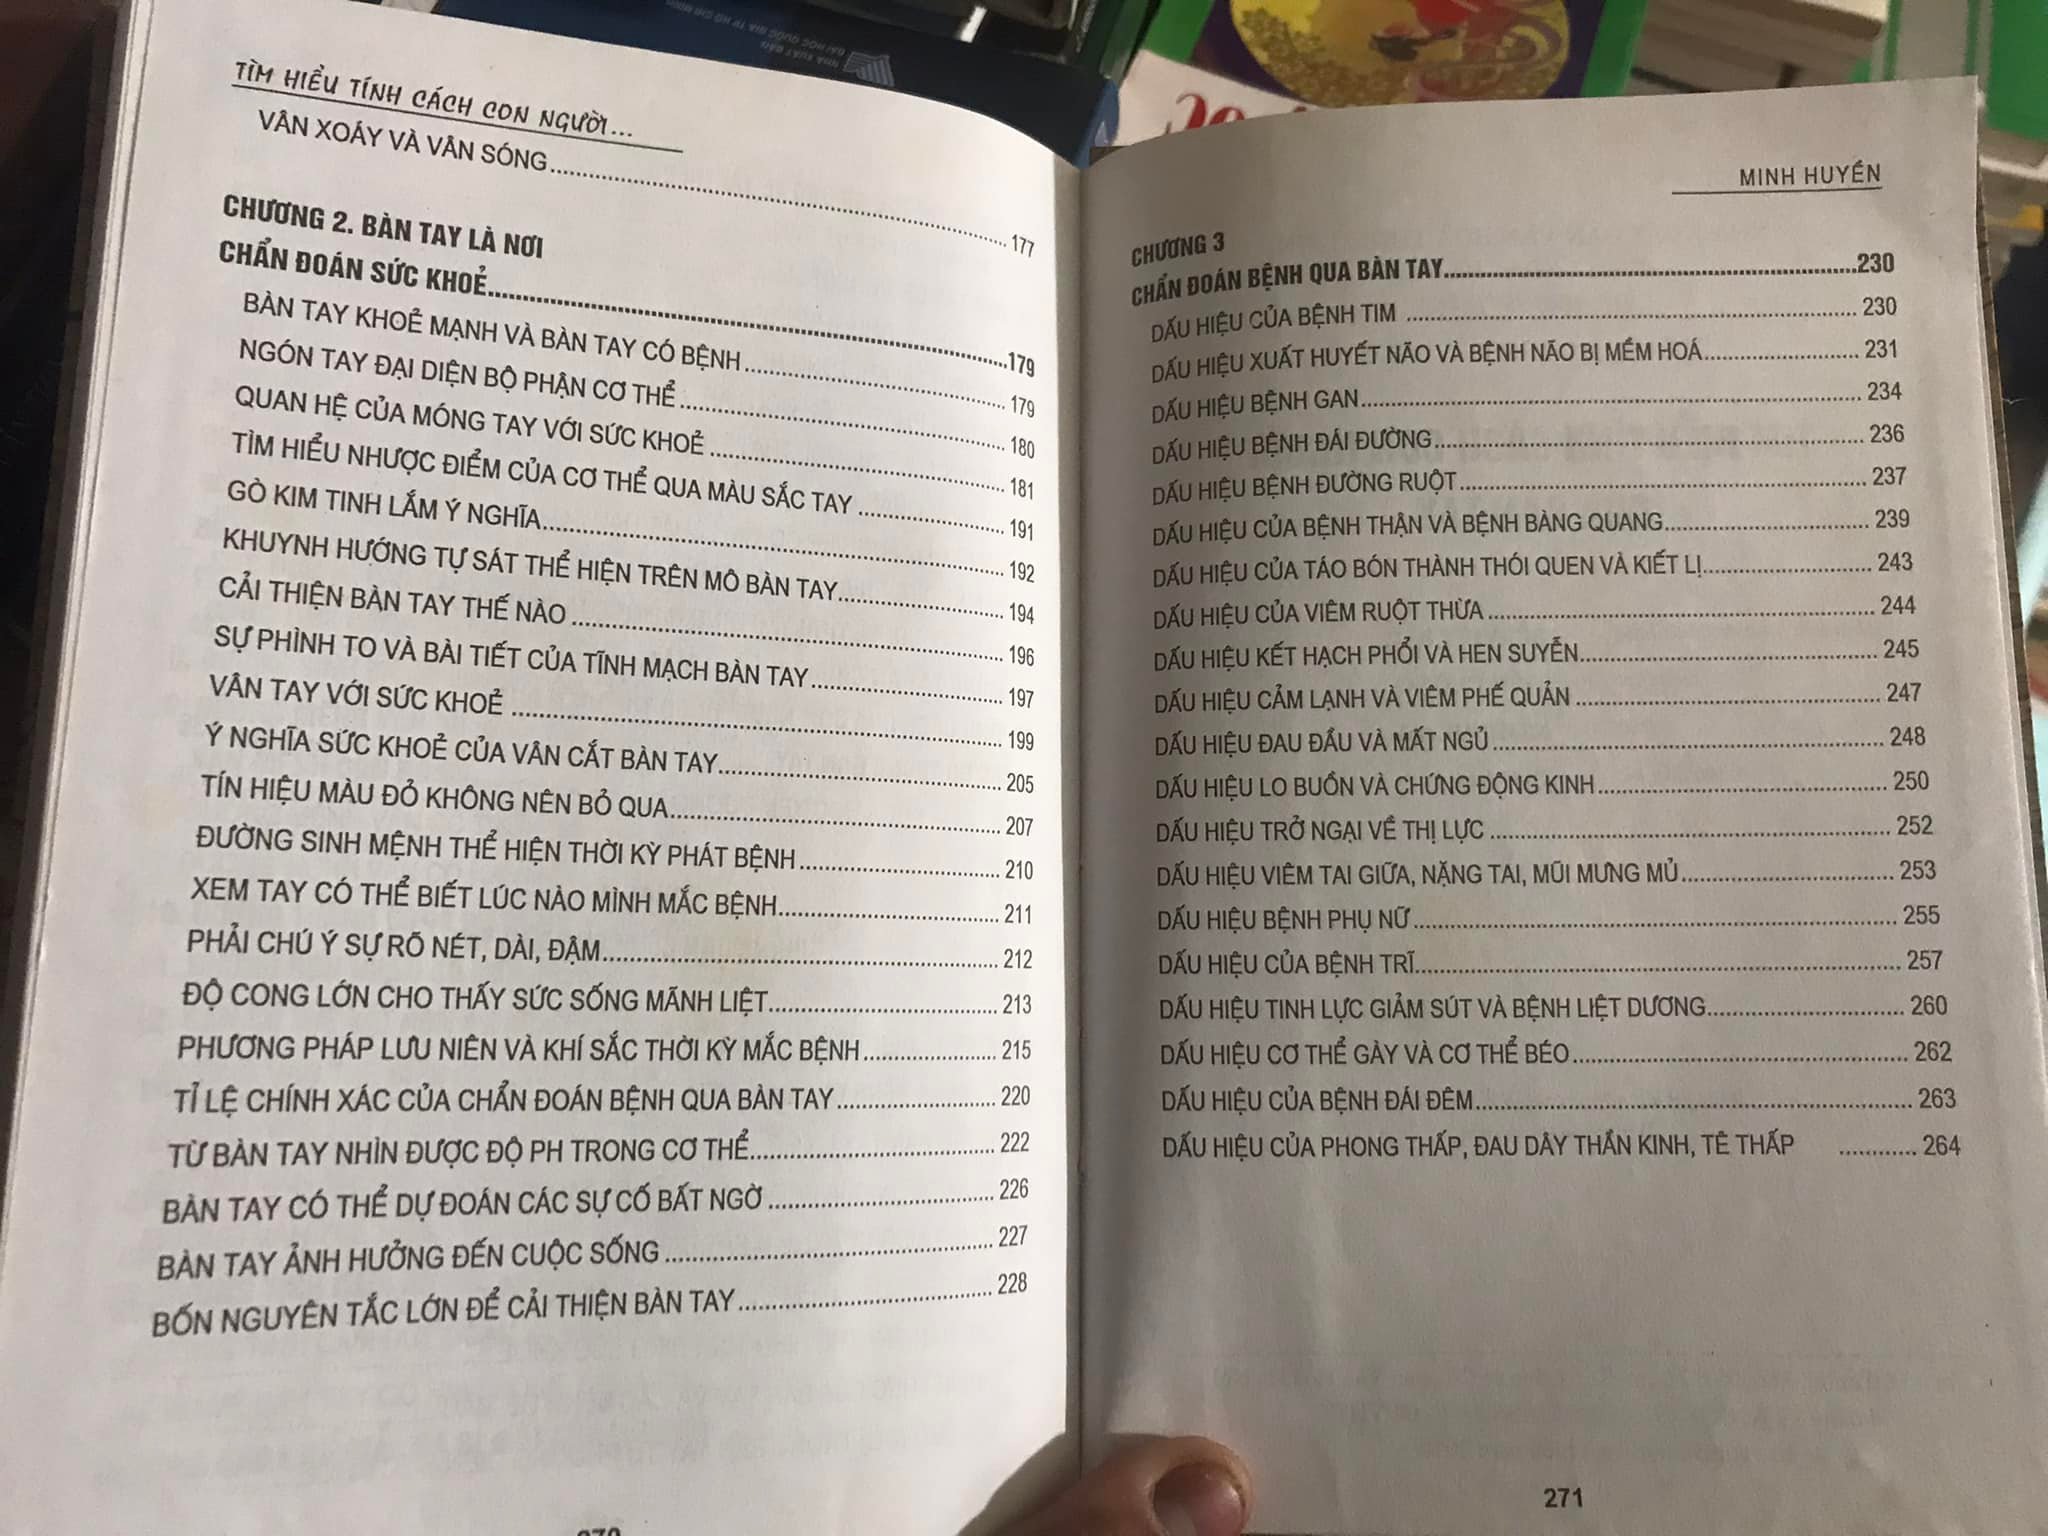 NHÀ XUẤT BẢN
ĐẠI HỌC QUỐC GIA TP HỒ CHÍ MINH
TÌM HIỂU TÍNH CÁCH CON NGƯỜI...
VÂN XOÁY VÀ VÂN SÓNG..........177
CHƯƠNG 2. BÀN TAY LÀ NƠI
CHẨN ĐOÁN SỨC KHOẺ..........179
BÀN TAY KHOẺ MẠNH VÀ BÀN TAY CÓ BỆNH..........179
NGÓN TAY ĐẠI DIỆN BỘ PHẬN CƠ THỂ..........180
QUAN HỆ CỦA MÓNG TAY VỚI SỨC KHOẺ..........181
TÌM HIỂU NHƯỢC ĐIỂM CỦA CƠ THỂ QUA MÀU SẮC TAY..........191
GÒ KIM TINH LẮM Ý NGHĨA..........192
KHUYNH HƯỚNG TỰ SÁT THỂ HIỆN TRÊN MÔ BÀN TAY..........194
CẢI THIỆN BÀN TAY THẾ NÀO..........196
SỰ PHÌNH TO VÀ BÀI TIẾT CỦA TĨNH MẠCH BÀN TAY..........197
VÂN TAY VỚI SỨC KHOẺ..........199
Ý NGHĨA SỨC KHOẺ CỦA VÂN CẮT BÀN TAY..........205
TÍN HIỆU MÀU ĐỎ KHÔNG NÊN BỎ QUA..........207
ĐƯỜNG SINH MỆNH THỂ HIỆN THỜI KỲ PHÁT BỆNH..........210
XEM TAY CÓ THỂ BIẾT LÚC NÀO MÌNH MẮC BỆNH..........211
PHẢI CHÚ Ý SỰ RÕ NÉT, DÀI, ĐẬM..........212
ĐỘ CONG LỚN CHO THẤY SỨC SỐNG MÃNH LIỆT..........213
PHƯƠNG PHÁP LƯU NIÊN VÀ KHÍ SẮC THỜI KỲ MẮC BỆNH..........215
TỈ LỆ CHÍNH XÁC CỦA CHẨN ĐOÁN BỆNH QUA BÀN TAY..........220
TỪ BÀN TAY NHÌN ĐƯỢC ĐỘ PH TRONG CƠ THỂ..........222
BÀN TAY CÓ THỂ DỰ ĐOÁN CÁC SỰ CỐ BẤT NGỜ..........226
BÀN TAY ẢNH HƯỞNG ĐẾN CUỘC SỐNG..........227
BỐN NGUYÊN TẮC LỚN ĐỂ CẢI THIỆN BÀN TAY..........228
MINH HUYỀN
CHƯƠNG 3
CHẨN ĐOÁN BỆNH QUA BÀN TAY..........230
DẤU HIỆU CỦA BỆNH TIM..........230
DẤU HIỆU XUẤT HUYẾT NÃO VÀ BỆNH NÃO BỊ MỀM HOÁ..........231
DẤU HIỆU BỆNH GAN..........234
DẤU HIỆU BỆNH ĐÁI ĐƯỜNG..........236
DẤU HIỆU BỆNH ĐƯỜNG RUỘT..........237
DẤU HIỆU CỦA BỆNH THẬN VÀ BỆNH BÀNG QUANG..........239
DẤU HIỆU CỦA TÁO BÓN THÀNH THÓI QUEN VÀ KIẾT LỊ..........243
DẤU HIỆU CỦA VIÊM RUỘT THỪA..........244
DẤU HIỆU KẾT HẠCH PHỔI VÀ HEN SUYỄN..........245
DẤU HIỆU CẢM LẠNH VÀ VIÊM PHẾ QUẢN..........247
DẤU HIỆU ĐAU ĐẦU VÀ MẤT NGỦ..........248
DẤU HIỆU LO BUỒN VÀ CHỨNG ĐỘNG KINH..........250
DẤU HIỆU TRỞ NGẠI VỀ THỊ LỰC..........252
DẤU HIỆU VIÊM TAI GIỮA, NẶNG TAI, MŨI MƯNG MỦ..........253
DẤU HIỆU BỆNH PHỤ NỮ..........255
DẤU HIỆU CỦA BỆNH TRĨ..........257
DẤU HIỆU TINH LỰC GIẢM SÚT VÀ BỆNH LIỆT DƯƠNG..........260
DẤU HIỆU CƠ THỂ GÀY VÀ CƠ THỂ BÉO..........262
DẤU HIỆU CỦA BỆNH ĐÁI ĐÊM..........263
DẤU HIỆU CỦA PHONG THẤP, ĐAU DÂY THẦN KINH, TÊ THẤP..........264
271